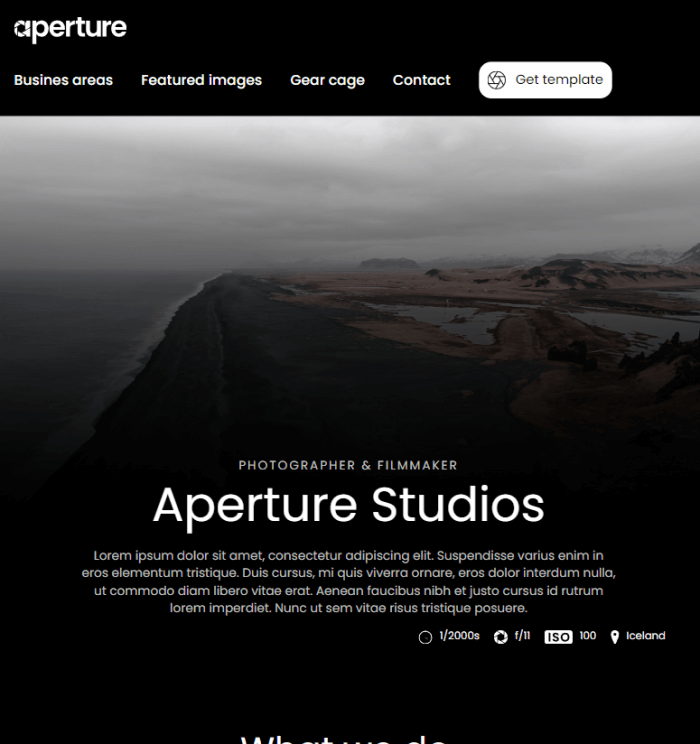 aperture
Busines areas Featured images Gear cage Contact Get template
PHOTOGRAPHER & FILMMAKER
Aperture Studios
Lorem ipsum dolor sit amet, consectetur adipiscing elit. Suspendisse varius enim in
eros elementum tristique. Duis cursus, mi quis viverra ornare, eros dolor interdum nulla,
ut commodo diam libero vitae erat. Aenean faucibus nibh et justo cursus id rutrum
lorem imperdiet. Nunc ut sem vitae risus tristique posuere.
1/2000s f/11 ISO 100 Iceland
What we do